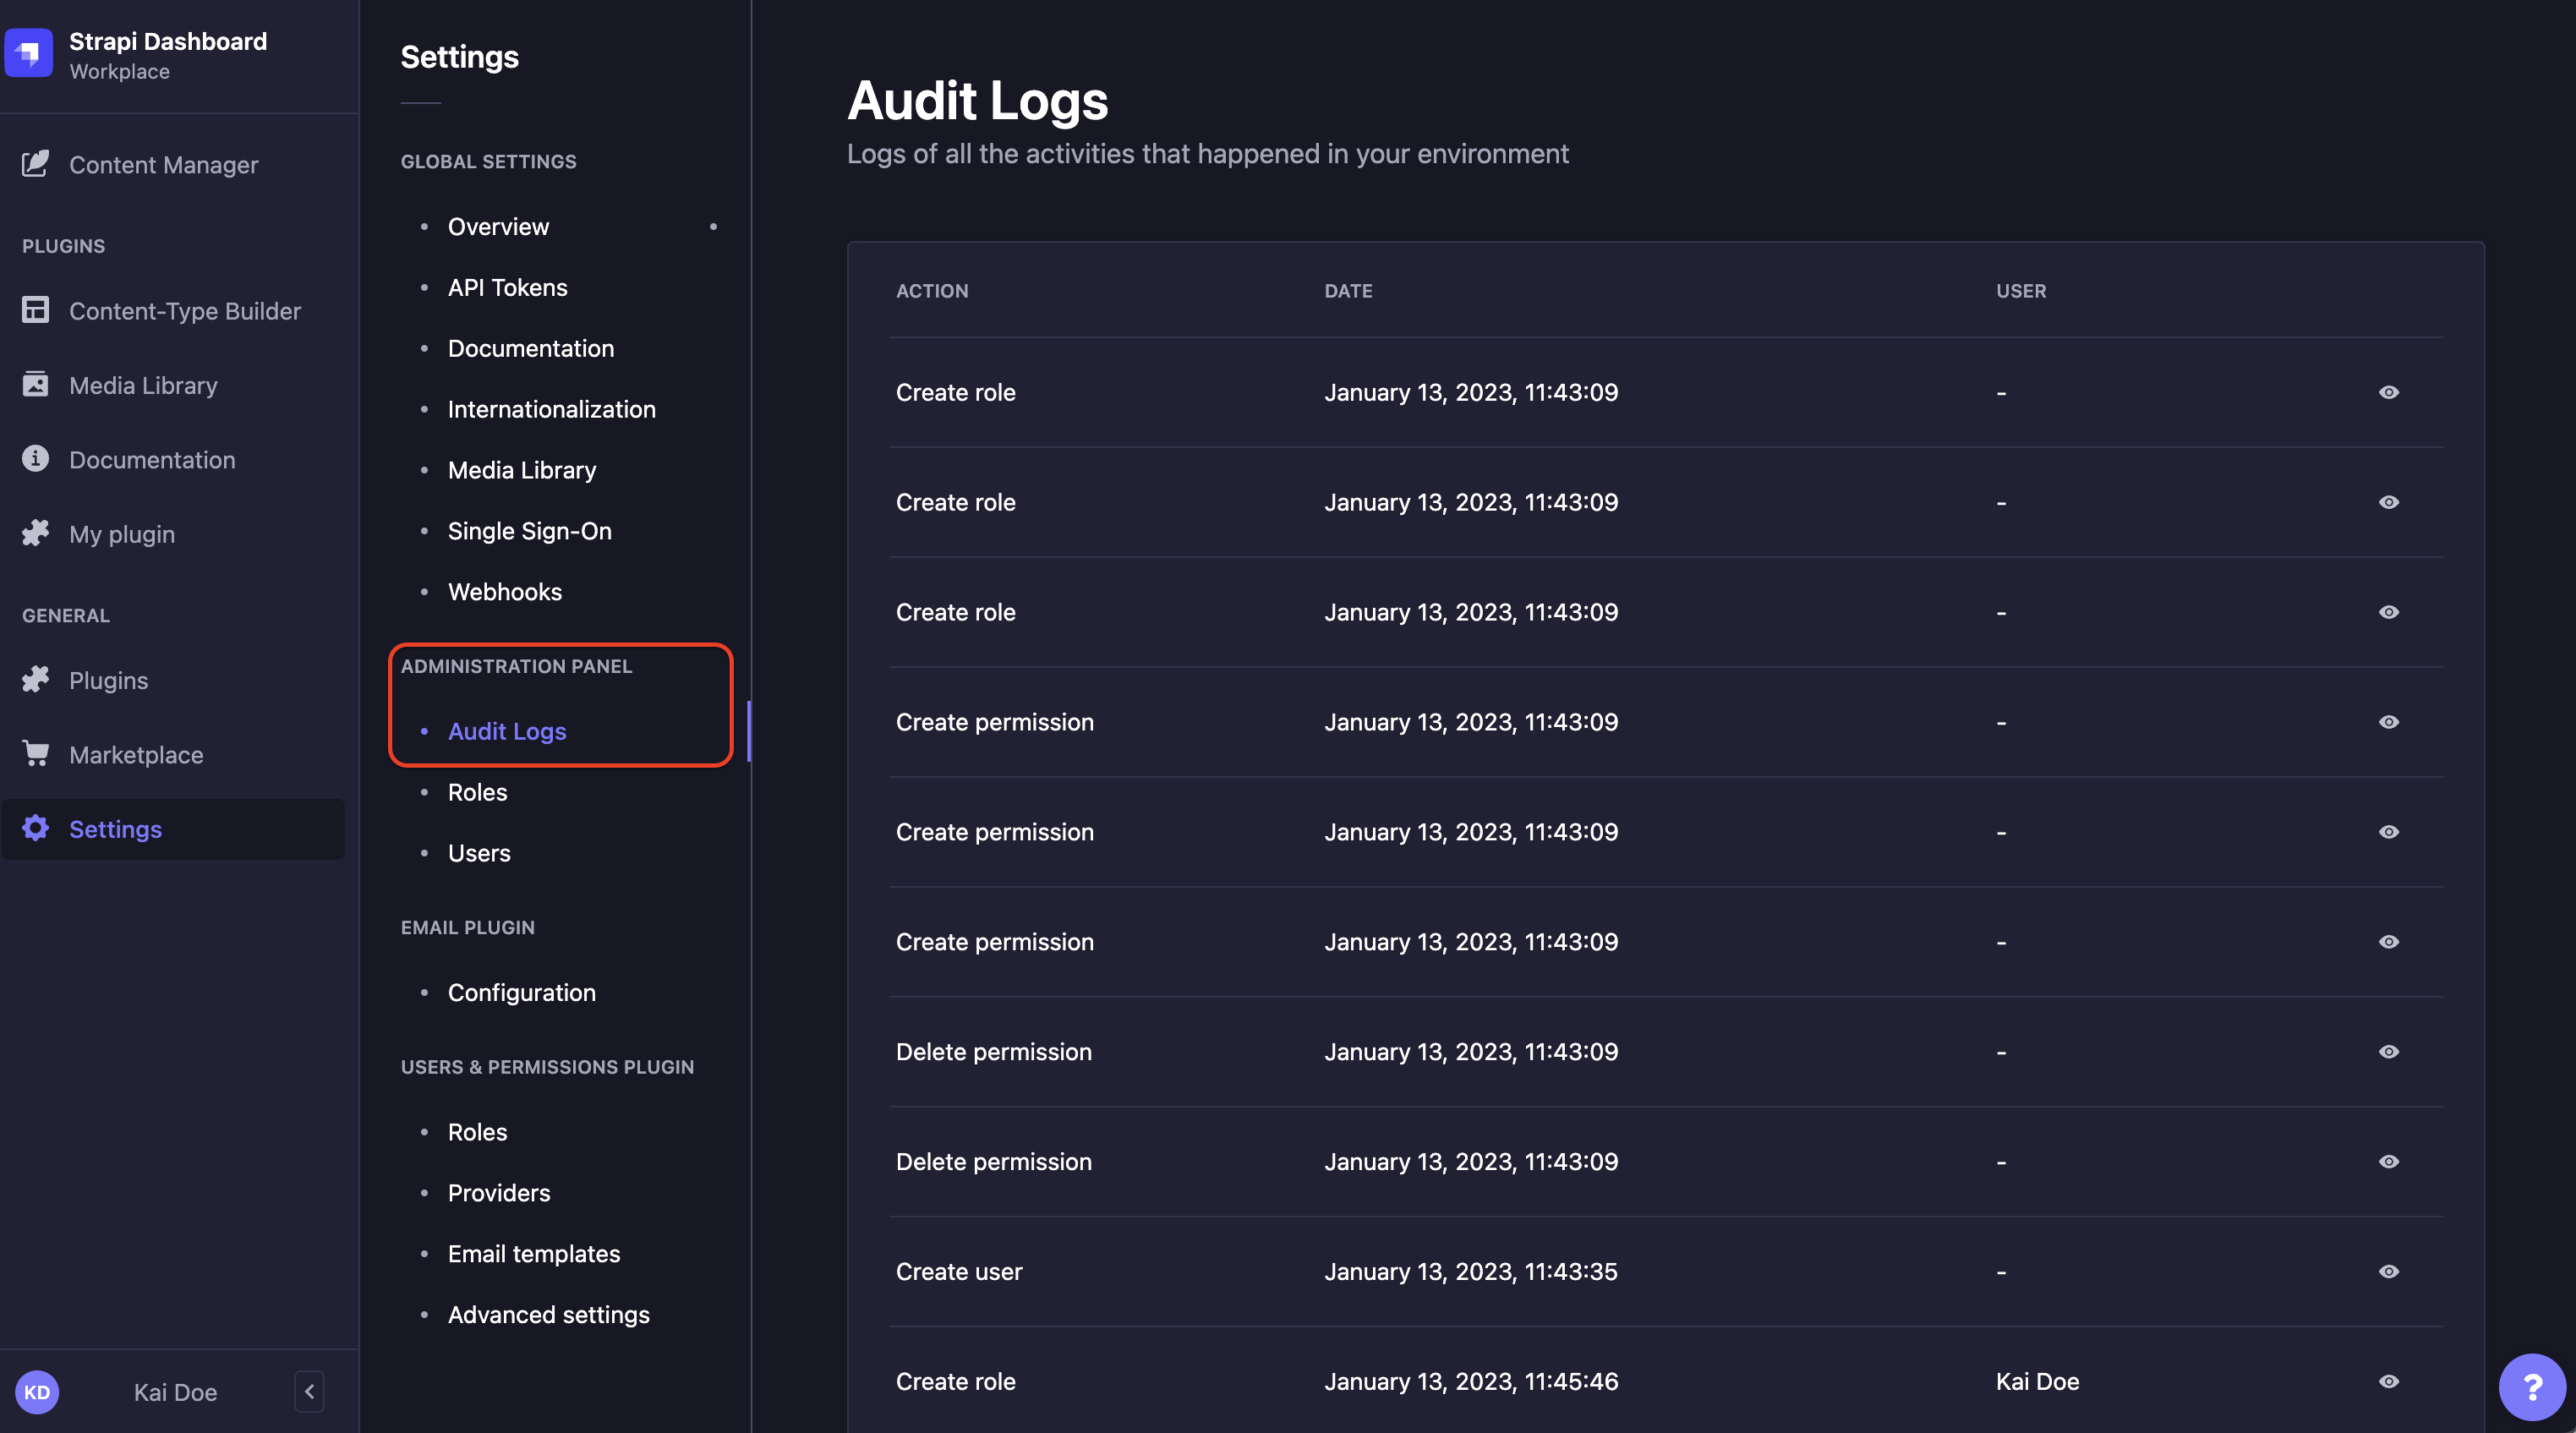 Strapi Dashboard
Workplace
Content Manager
PLUGINS
Content-Type Builder
Media Library
Documentation
My plugin
GENERAL
Plugins
Marketplace
Settings
KD
Kai Doe
Settings
GLOBAL SETTINGS
Overview
API Tokens
Documentation
Internationalization
Media Library
Single Sign-On
Webhooks
ADMINISTRATION PANEL
Audit Logs
Roles
Users
EMAIL PLUGIN
Configuration
USERS & PERMISSIONS PLUGIN
Roles
Providers
Email templates
Advanced settings
Audit Logs
Logs of all the activities that happened in your environment
ACTION DATE USER
Create role January 13, 2023, 11:43:09 -
Create role January 13, 2023, 11:43:09 -
Create role January 13, 2023, 11:43:09 -
Create permission January 13, 2023, 11:43:09 -
Create permission January 13, 2023, 11:43:09 -
Create permission January 13, 2023, 11:43:09 -
Delete permission January 13, 2023, 11:43:09 -
Delete permission January 13, 2023, 11:43:09 -
Create user January 13, 2023, 11:43:35 -
Create role January 13, 2023, 11:45:46 Kai Doe
?